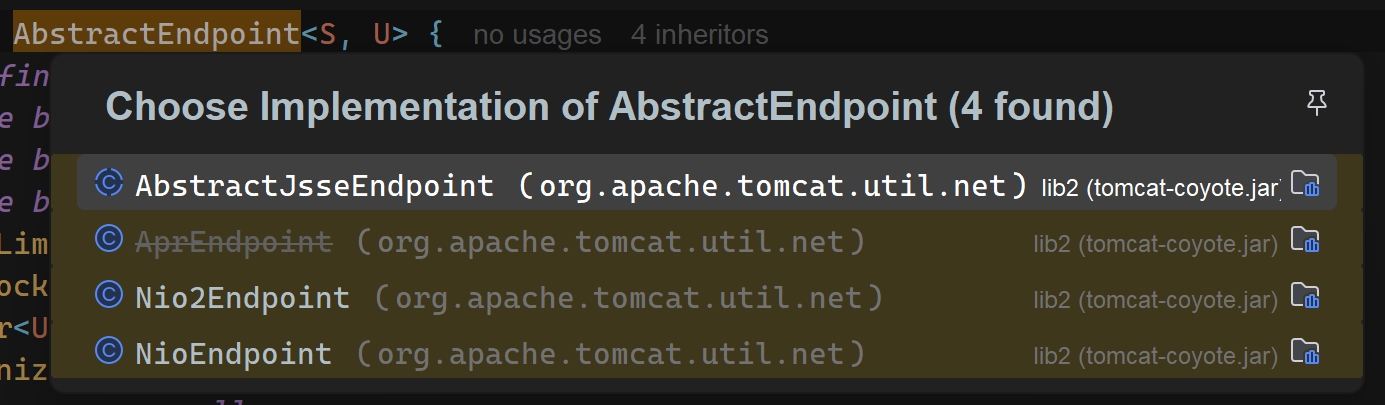 AbstractEndpoint<S, U> { no usages 4 inheritors
fin
Choose Implementation of AbstractEndpoint (4 found)
e b
e b
AbstractJsseEndpoint (org.apache.tomcat.util.net) lib2 (tomcat-coyote.jar)
e b
Lim
AprEndpoint (org.apache.tomcat.util.net) lib2 (tomcat-coyote.jar)
ock
Nio2Endpoint (org.apache.tomcat.util.net) lib2 (tomcat-coyote.jar)
r<U
NioEndpoint (org.apache.tomcat.util.net) lib2 (tomcat-coyote.jar)
niz